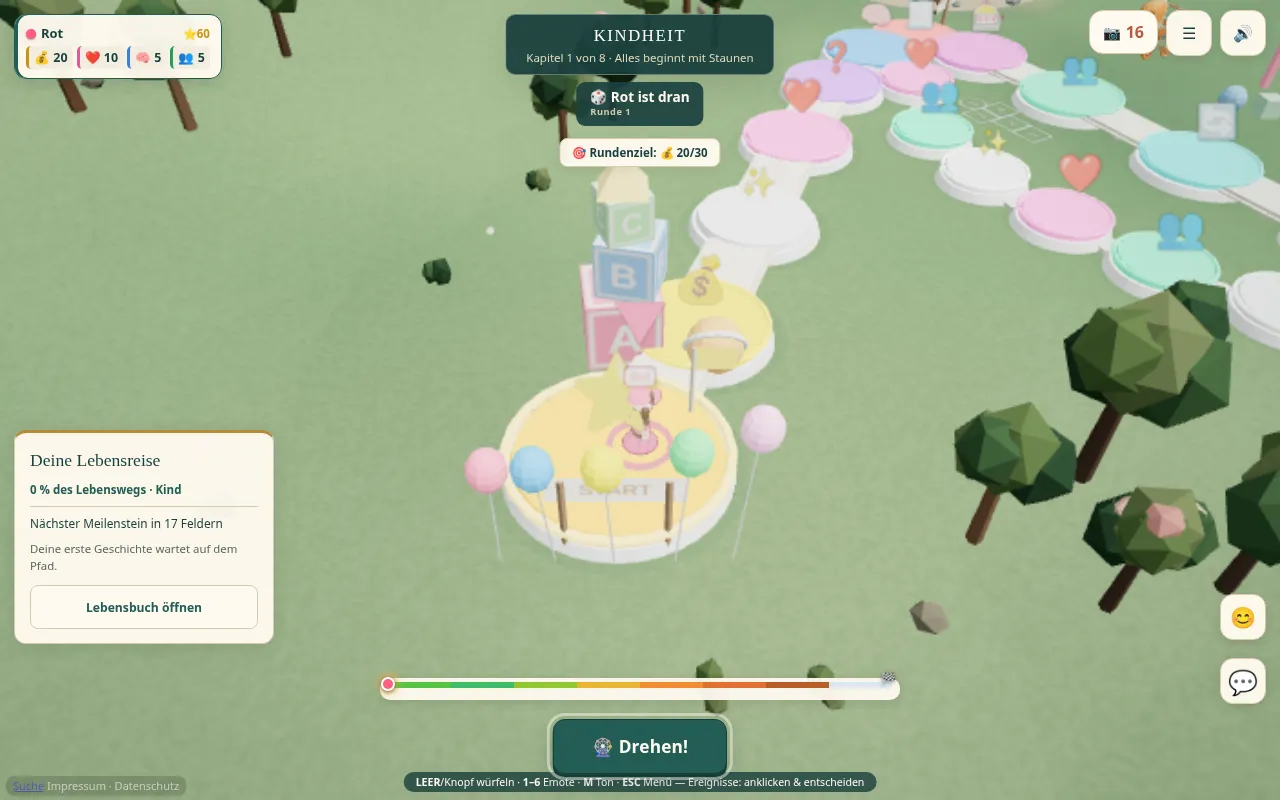 Rot
60
20
10
5
5
KINDHEIT
Kapitel 1 von 8 · Alles beginnt mit Staunen
Rot ist dran
Runde 1
Rundenziel: 20/30
16
C
B
A
$
START
Deine Lebensreise
0 % des Lebenswegs · Kind
Nächster Meilenstein in 17 Feldern
Deine erste Geschichte wartet auf dem
Pfad.
Lebensbuch öffnen
Drehen!
LEER/Knopf würfeln · 1–6 Emote · M Ton · ESC Menü — Ereignisse: anklicken & entscheiden
Suche Impressum · Datenschutz